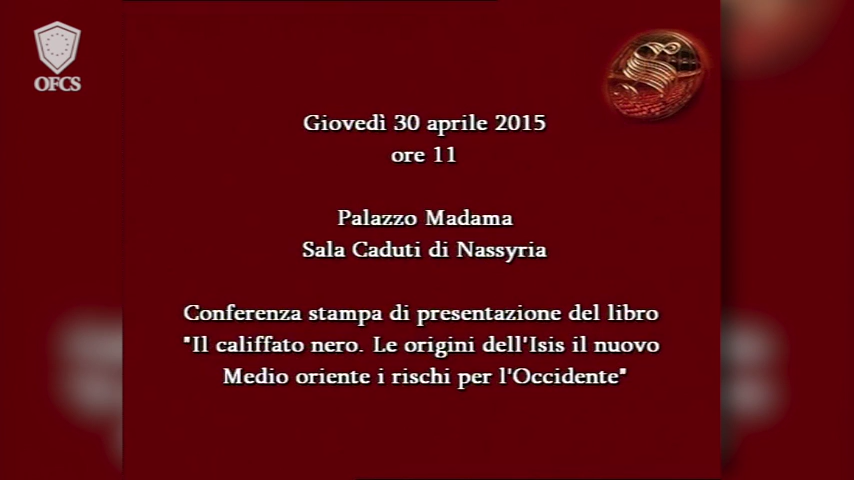 OFCS
Giovedì 30 aprile 2015
ore 11
Palazzo Madama
Sala Caduti di Nassyria
Conferenza stampa di presentazione del libro
"Il califfato nero. Le origini dell'Isis il nuovo
Medio oriente i rischi per l'Occidente"